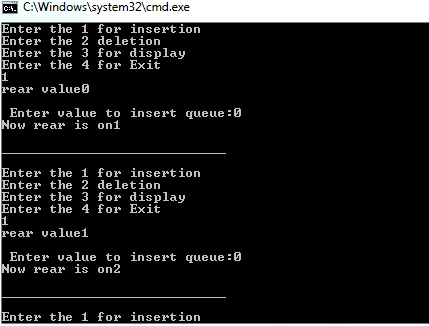 C:\Windows\system32\cmd.exe
Enter the 1 for insertion
Enter the 2 deletion
Enter the 3 for display
Enter the 4 for Exit
1
rear value0
Enter value to insert queue:0
Now rear is on1
____________________________
Enter the 1 for insertion
Enter the 2 deletion
Enter the 3 for display
Enter the 4 for Exit
1
rear value1
Enter value to insert queue:0
Now rear is on2
____________________________
Enter the 1 for insertion